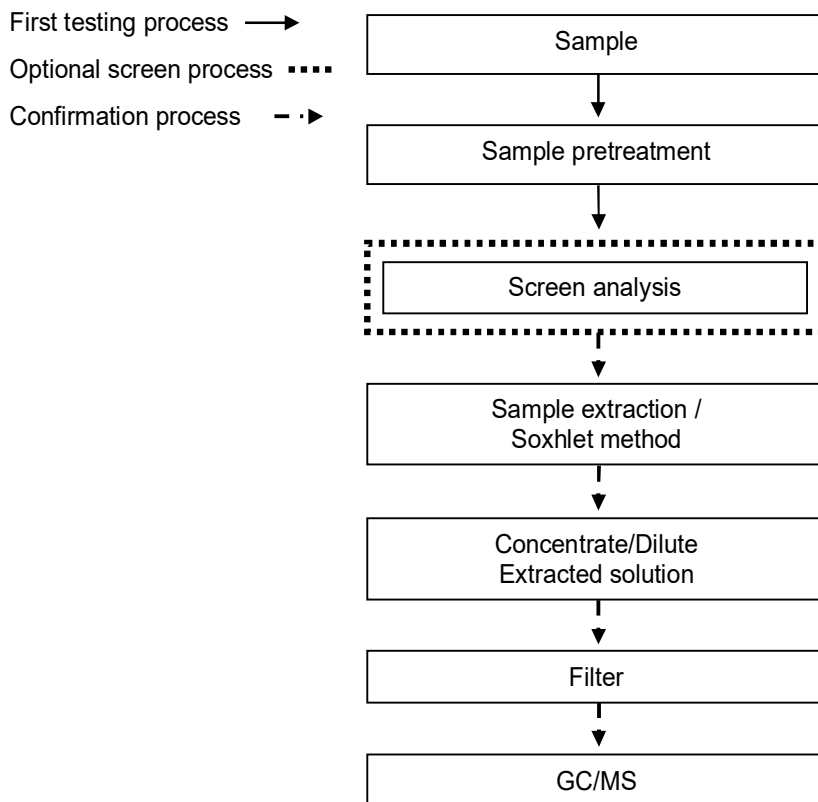 First testing process
Optional screen process
Confirmation process
Sample
Sample pretreatment
Screen analysis
Sample extraction /
Soxhlet method
Concentrate/Dilute
Extracted solution
Filter
GC/MS